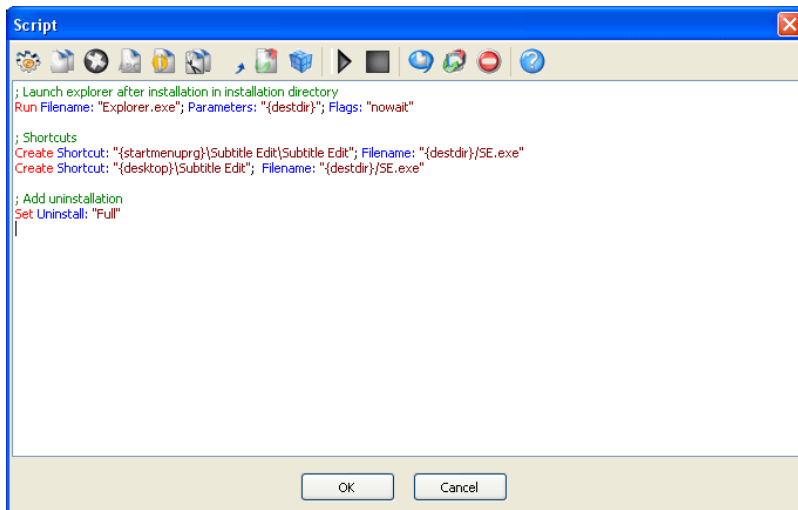 Script
; Launch explorer after installation in installation directory
Run Filename: "Explorer.exe"; Parameters: "{destdir}"; Flags: "nowait"
; Shortcuts
Create Shortcut: "{startmenuprg}\Subtitle Edit\Subtitle Edit"; Filename: "{destdir}/SE.exe"
Create Shortcut: "{desktop}\Subtitle Edit";  Filename: "{destdir}/SE.exe"
; Add uninstallation
Set Uninstall: "Full"
OK
Cancel